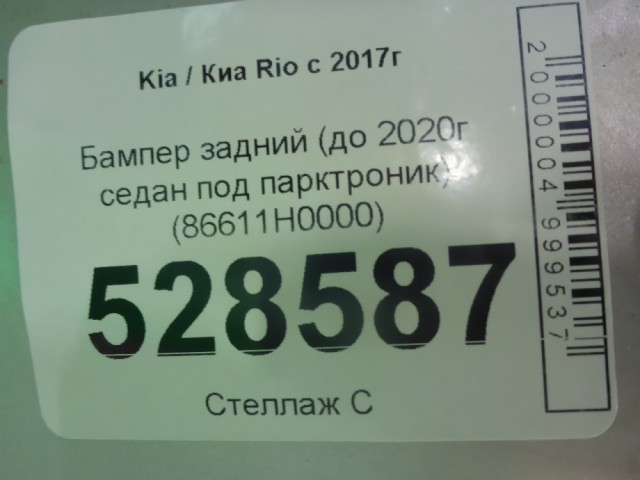 Kia / Киа Rio с 2017г
Бампер задний (до 2020г
седан под парктроник)
(86611H0000)
528587
Стеллаж С
2000004999537